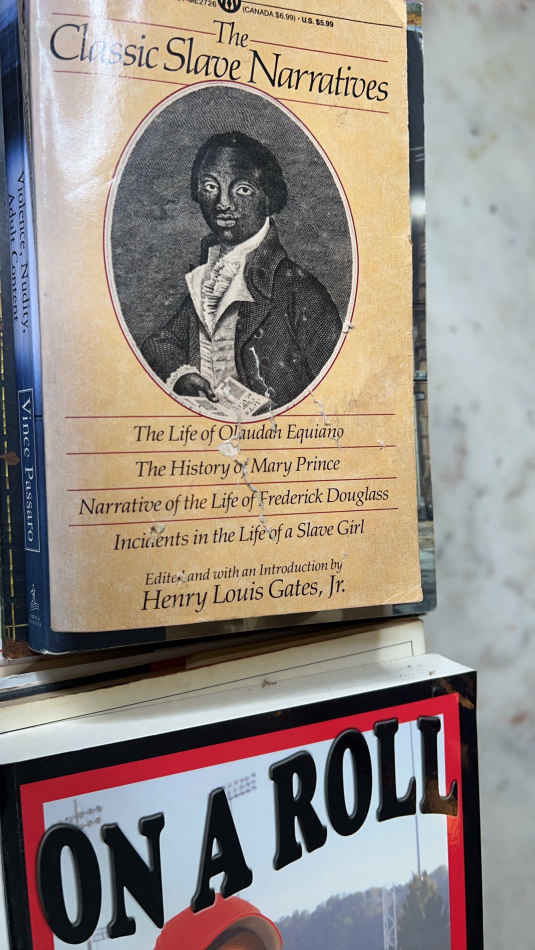 (CANADA $6.99) · U.S. $5.99
The
Classic Slave Narratives
The Life of Olaudah Equiano
The History of Mary Prince
Narrative of the Life of Frederick Douglass
Incidents in the Life of a Slave Girl
Edited and with an Introduction by
Henry Louis Gates, Jr.
Violence, Nudity,
Adult Content
Vince Passaro
ON A ROLL